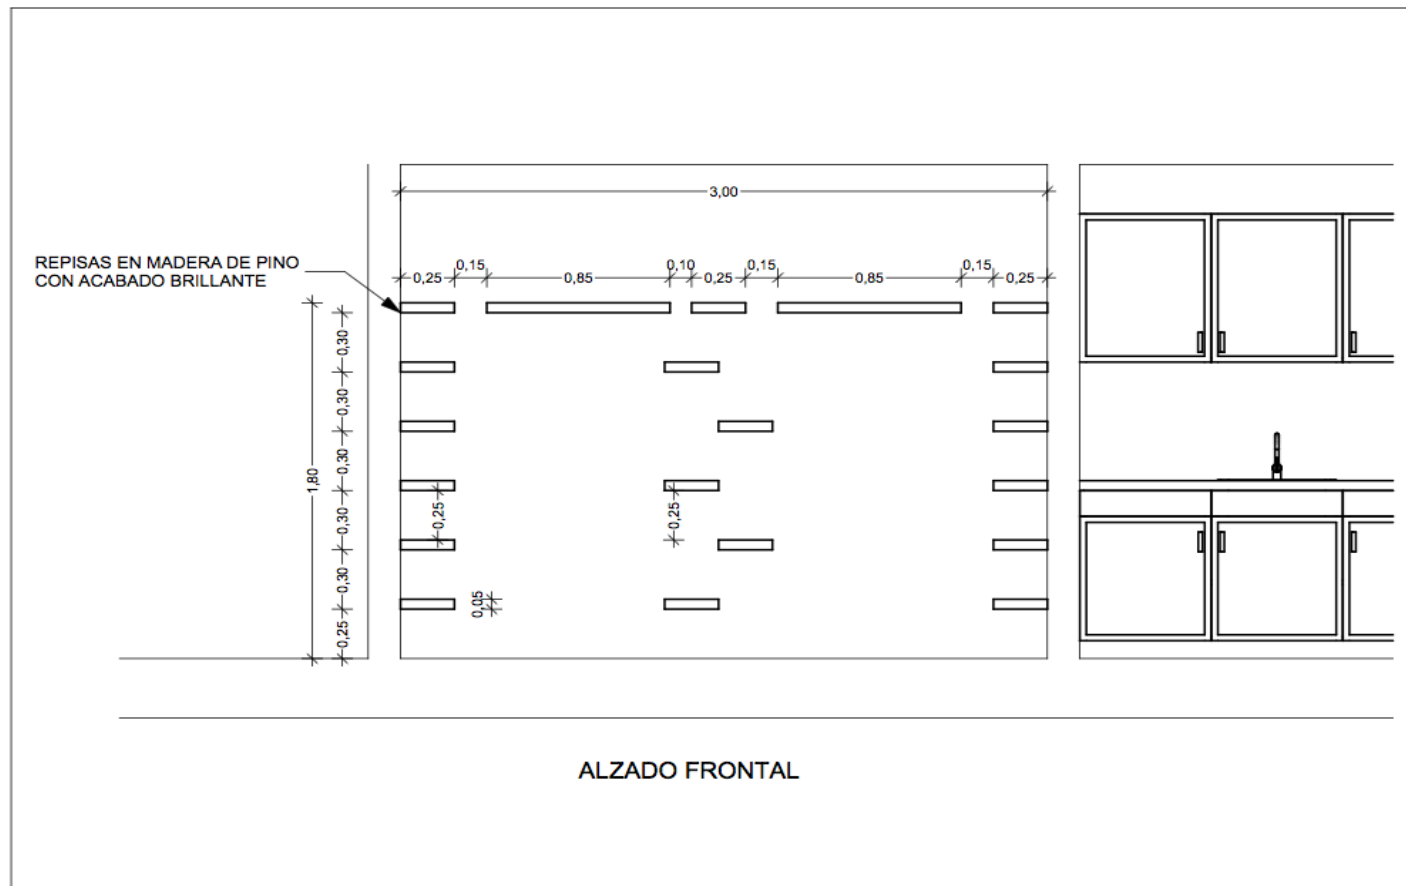 3,00
REPISAS EN MADERA DE PINO
CON ACABADO BRILLANTE
0,25 0,15 0,85 0,10 0,25 0,15 0,85 0,15 0,25
0,30
0,30
0,30
1,80
0,25 0,25
0,30
0,30
0,05
0,25
ALZADO FRONTAL